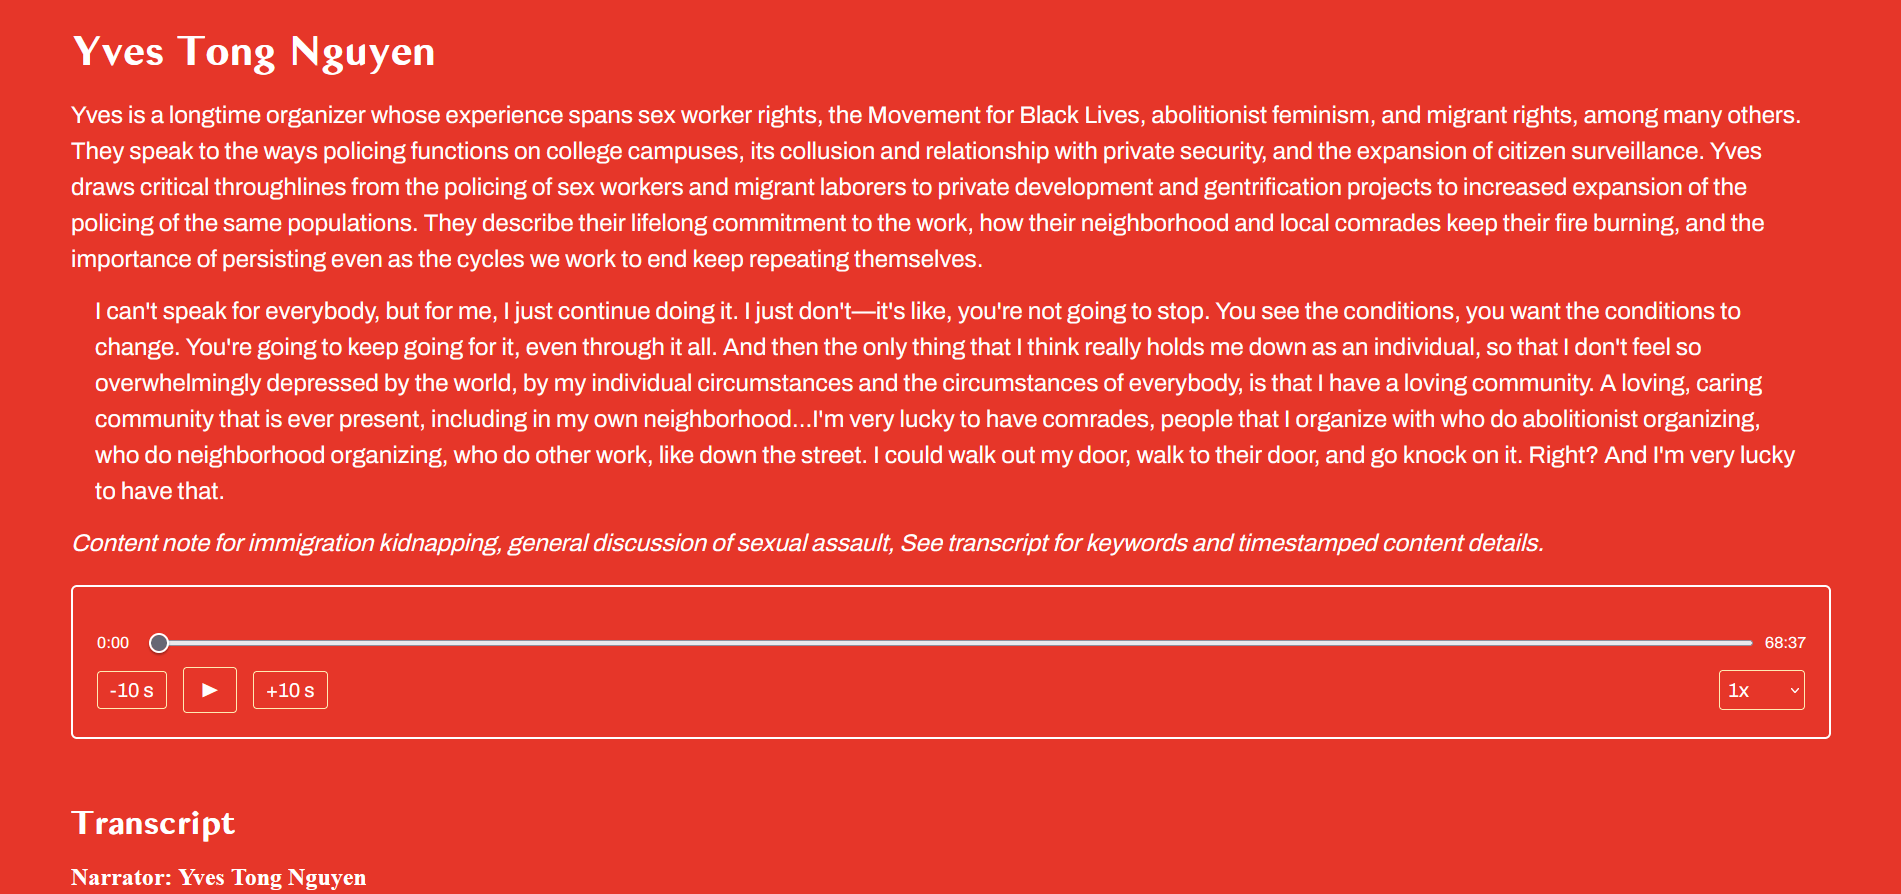 Yves Tong Nguyen
Yves is a longtime organizer whose experience spans sex worker rights, the Movement for Black Lives, abolitionist feminism, and migrant rights, among many others.
They speak to the ways policing functions on college campuses, its collusion and relationship with private security, and the expansion of citizen surveillance. Yves
draws critical throughlines from the policing of sex workers and migrant laborers to private development and gentrification projects to increased expansion of the
policing of the same populations. They describe their lifelong commitment to the work, how their neighborhood and local comrades keep their fire burning, and the
importance of persisting even as the cycles we work to end keep repeating themselves.
I can't speak for everybody, but for me, I just continue doing it. I just don't—it's like, you're not going to stop. You see the conditions, you want the conditions to
change. You're going to keep going for it, even through it all. And then the only thing that I think really holds me down as an individual, so that I don't feel so
overwhelmingly depressed by the world, by my individual circumstances and the circumstances of everybody, is that I have a loving community. A loving, caring
community that is ever present, including in my own neighborhood...I'm very lucky to have comrades, people that I organize with who do abolitionist organizing,
who do neighborhood organizing, who do other work, like down the street. I could walk out my door, walk to their door, and go knock on it. Right? And I'm very lucky
to have that.
Content note for immigration kidnapping, general discussion of sexual assault, See transcript for keywords and timestamped content details.
0:00 68:37
-10 s +10 s 1x
Transcript
Narrator: Yves Tong Nguyen